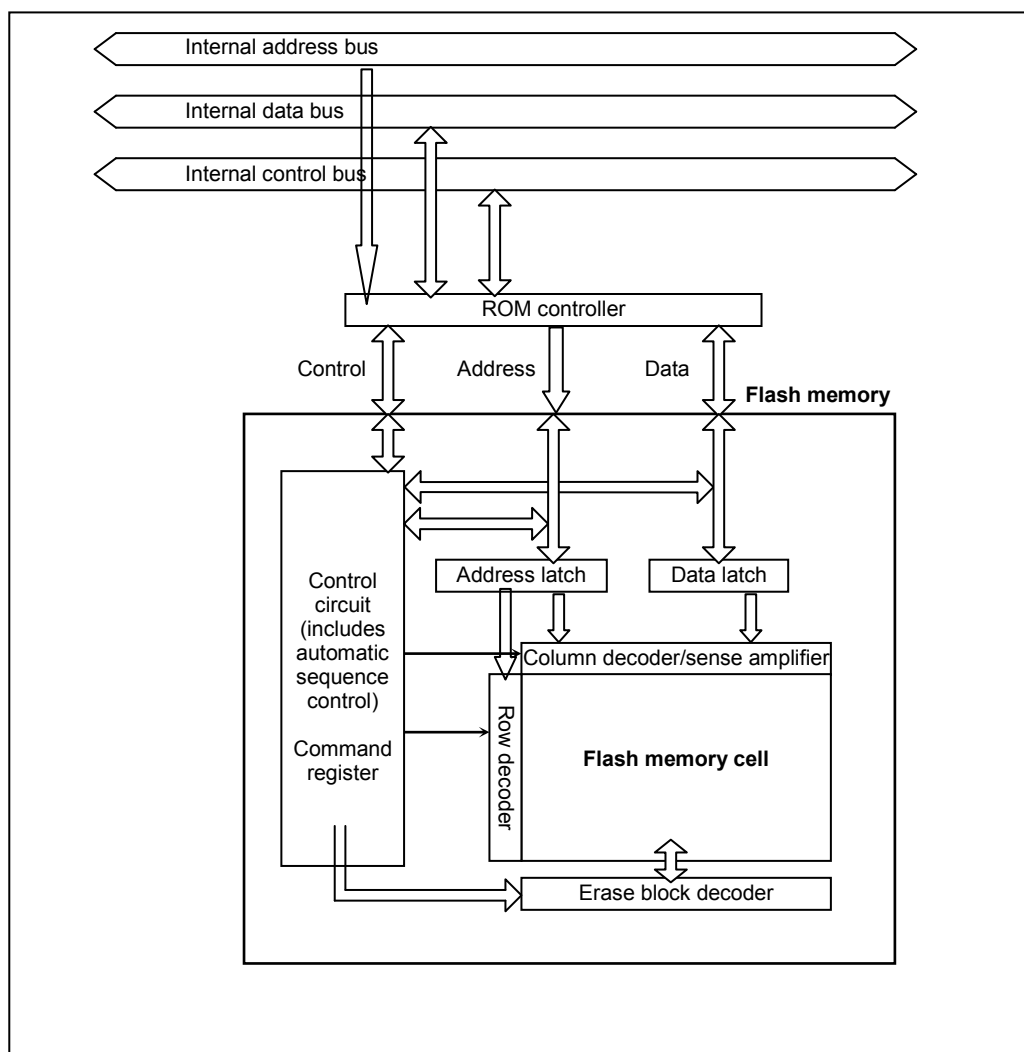 Internal address bus
Internal data bus
Internal control bus
ROM controller
Control
Address
Data
Flash memory
Address latch
Data latch
Control
circuit
(includes
automatic
sequence
control)
Command
register
Column decoder/sense amplifier
Row decoder
Flash memory cell
Erase block decoder